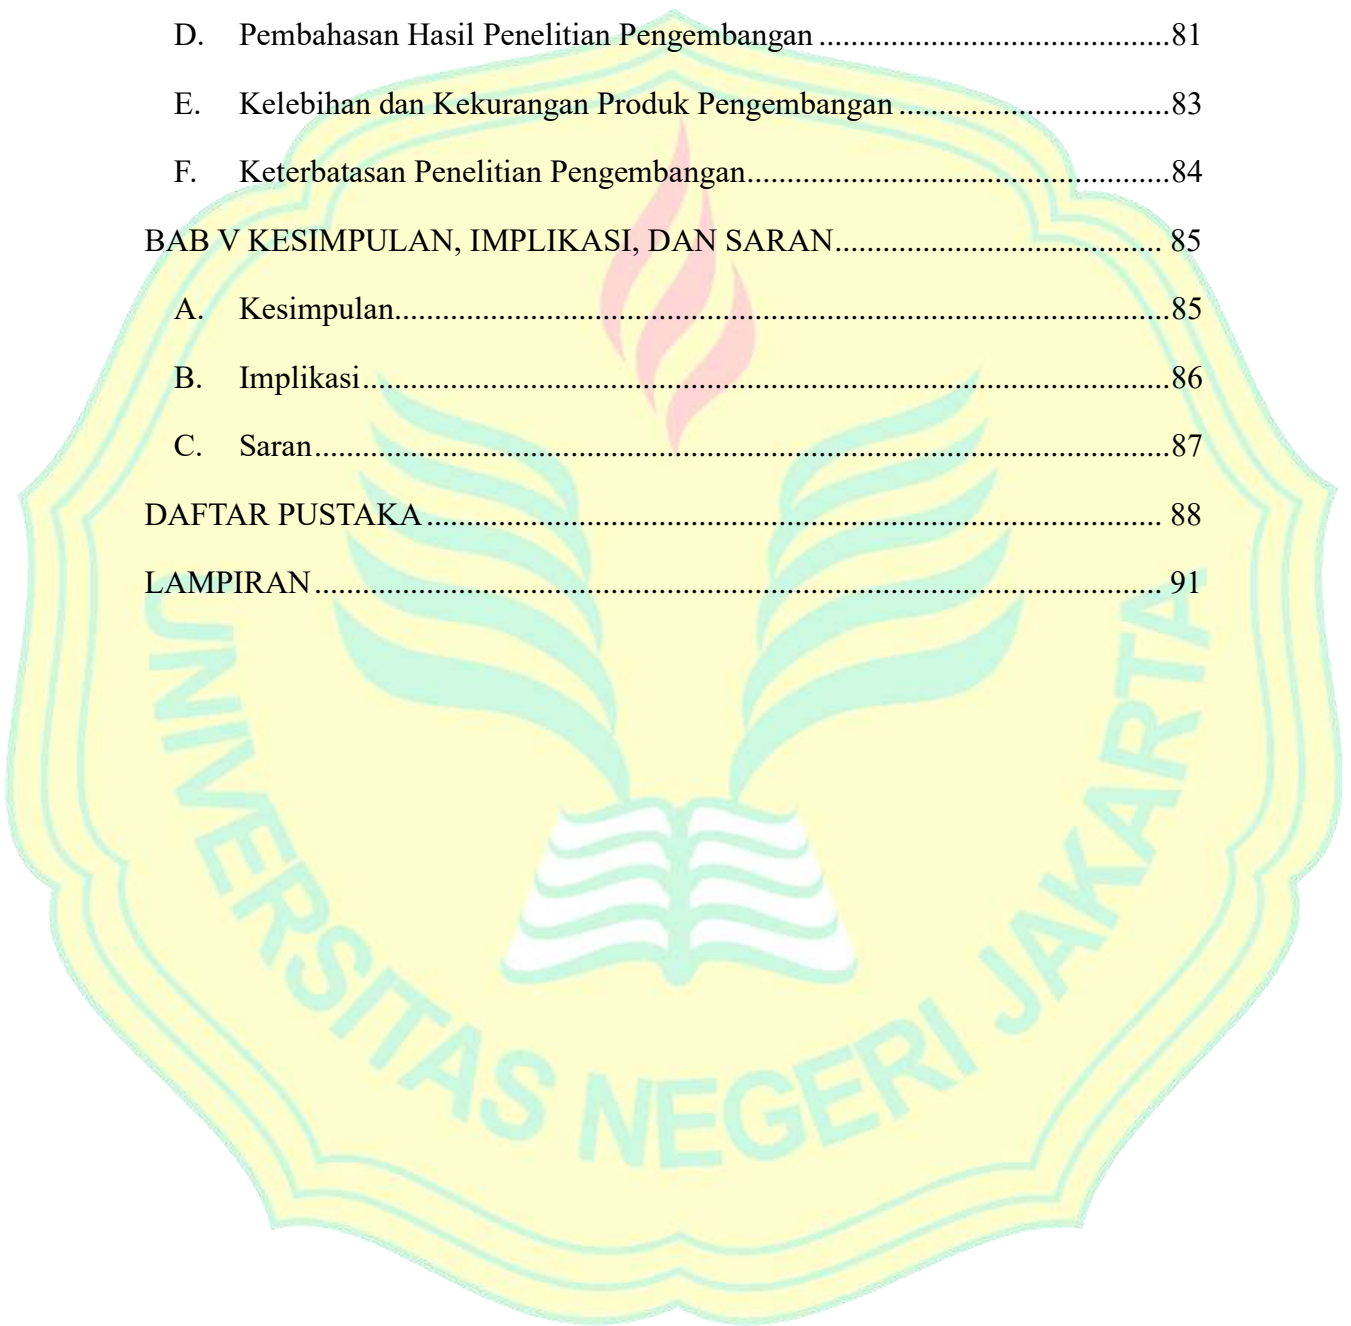 D. Pembahasan Hasil Penelitian Pengembangan ............................................81
E. Kelebihan dan Kekurangan Produk Pengembangan ..................................83
F. Keterbatasan Penelitian Pengembangan.....................................................84
BAB V KESIMPULAN, IMPLIKASI, DAN SARAN......................................... 85
A. Kesimpulan.................................................................................................85
B. Implikasi.....................................................................................................86
C. Saran...........................................................................................................87
DAFTAR PUSTAKA............................................................................................ 88
LAMPIRAN.......................................................................................................... 91
UNIVERSITAS NEGERI JAKARTA